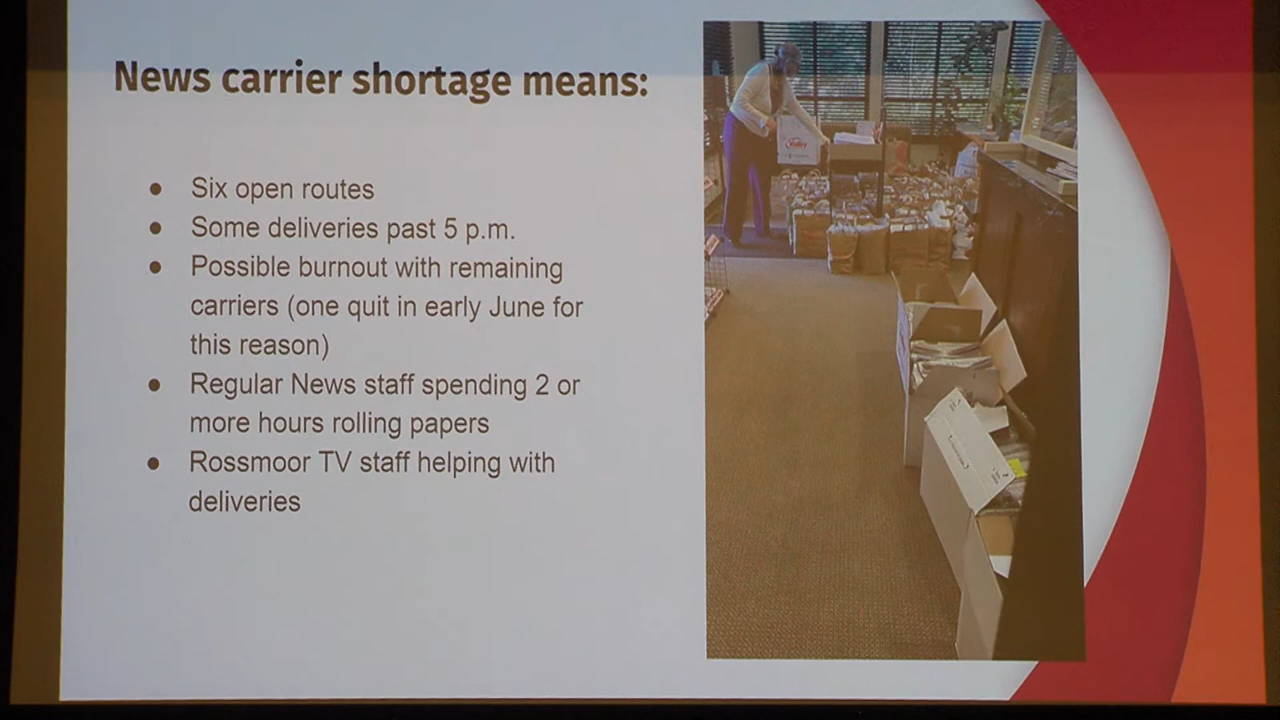 News carrier shortage means:
● Six open routes
● Some deliveries past 5 p.m.
● Possible burnout with remaining
carriers (one quit in early June for
this reason)
● Regular News staff spending 2 or
more hours rolling papers
● Rossmoor TV staff helping with
deliveries